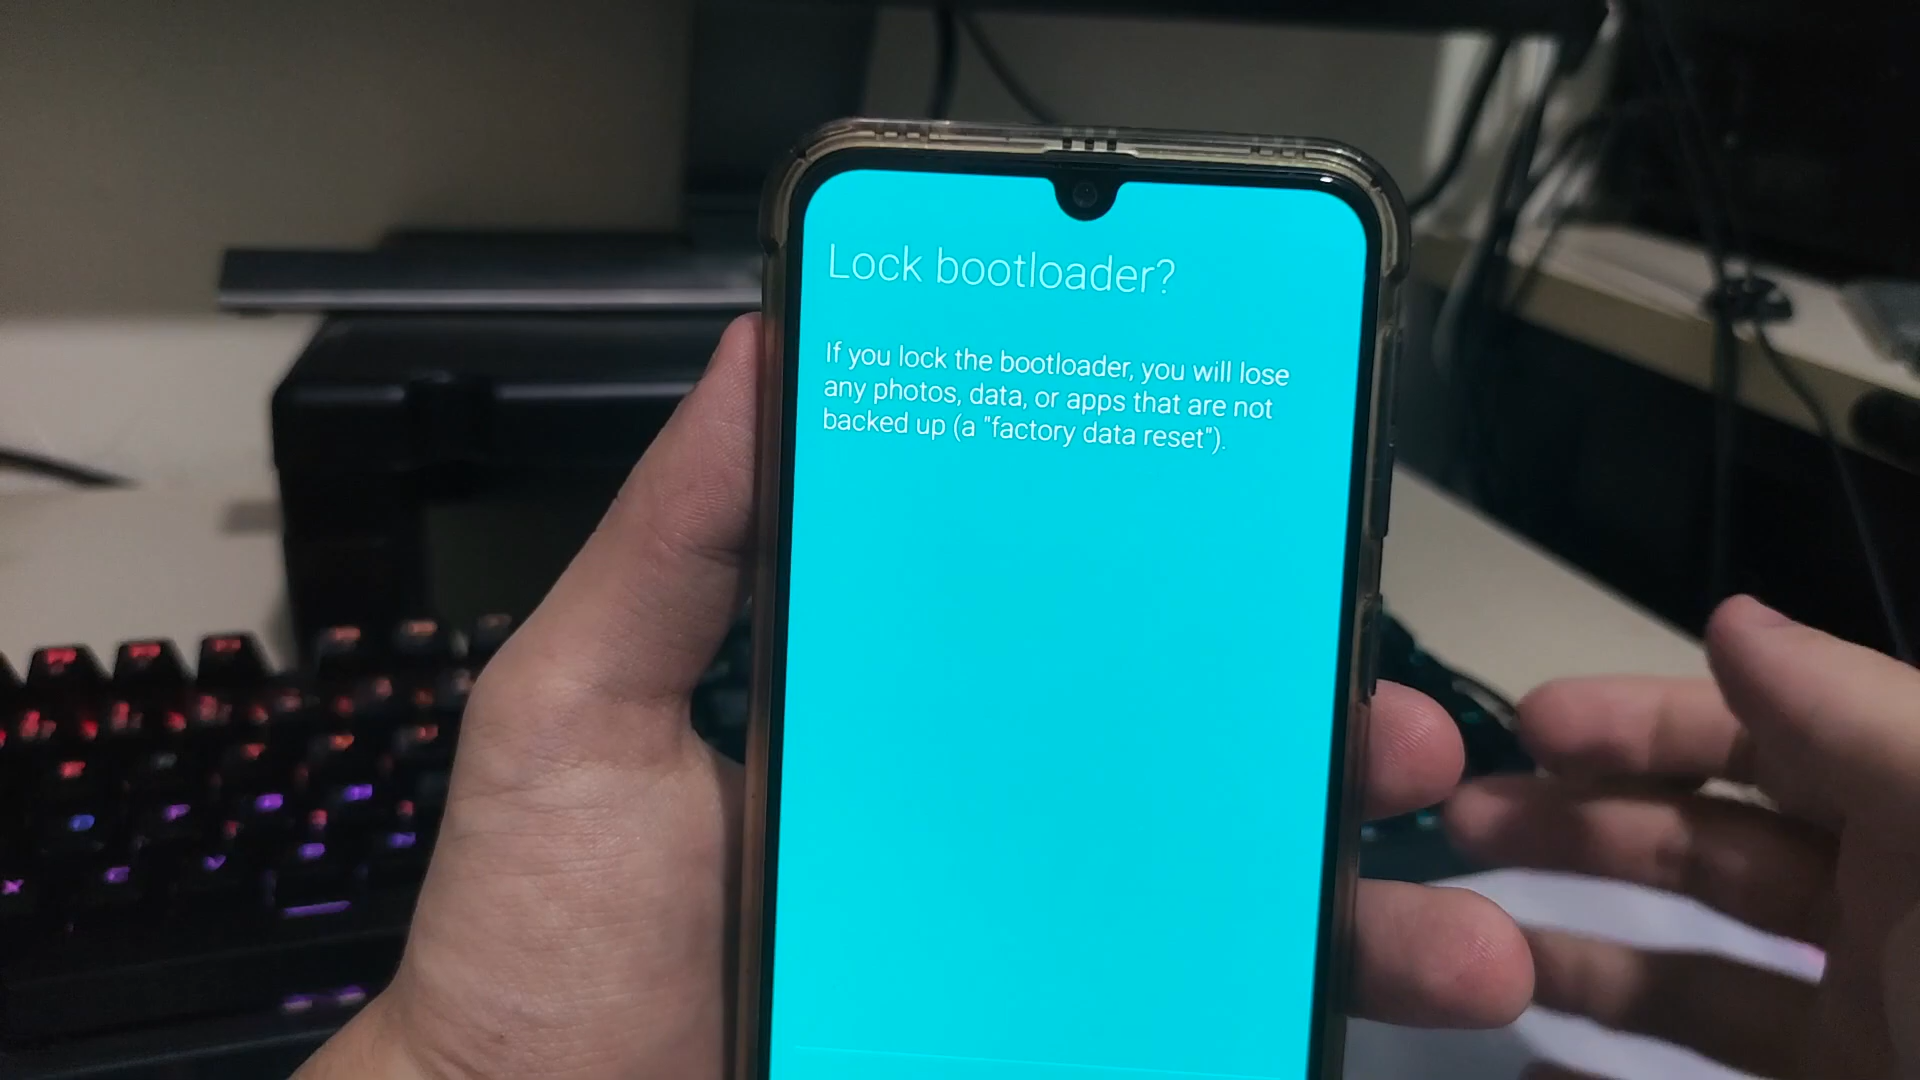 Lock bootloader?
If you lock the bootloader, you will lose
any photos, data, or apps that are not
backed up (a "factory data reset").